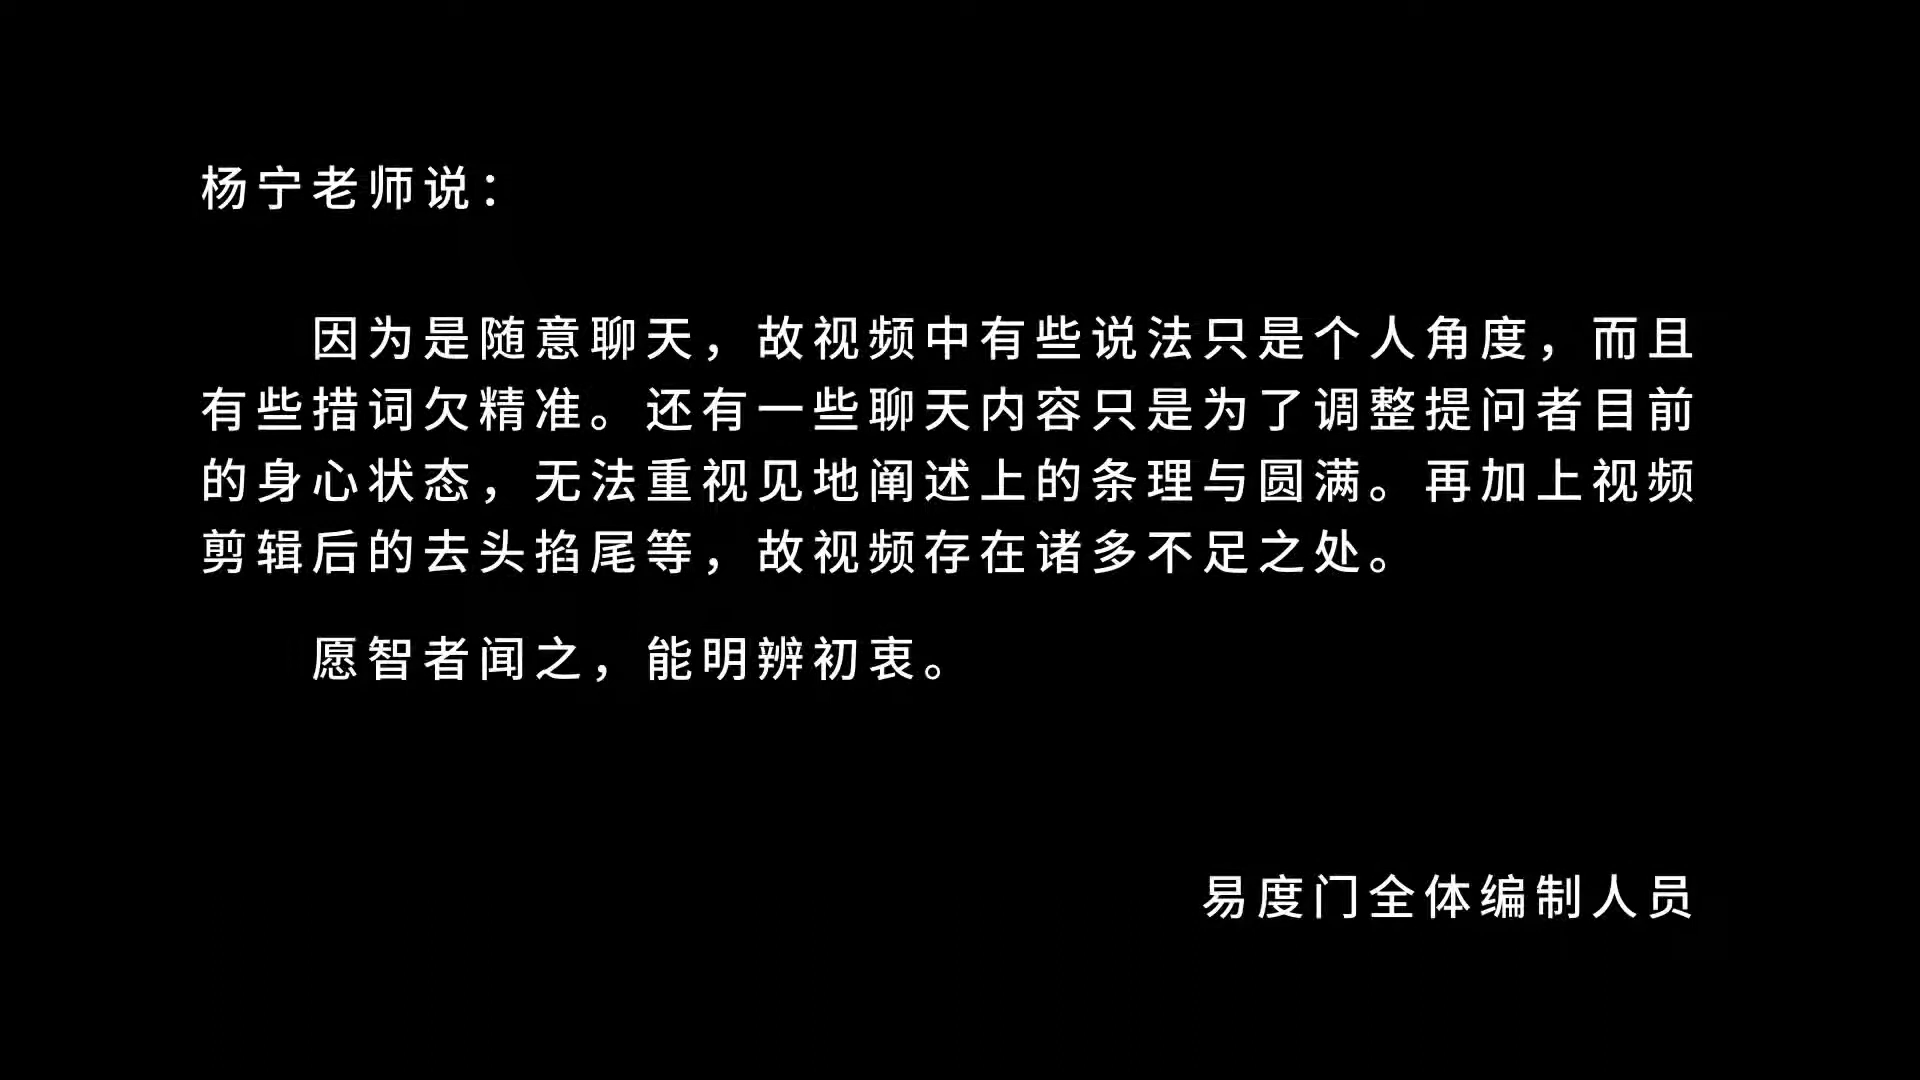 杨宁老师说：
因为是随意聊天，故视频中有些说法只是个人角度，而且
有些措词欠精准。还有一些聊天内容只是为了调整提问者目前
的身心状态，无法重视见地阐述上的条理与圆满。再加上视频
剪辑后的去头掐尾等，故视频存在诸多不足之处。
愿智者闻之，能明辨初衷。
易度门全体编制人员